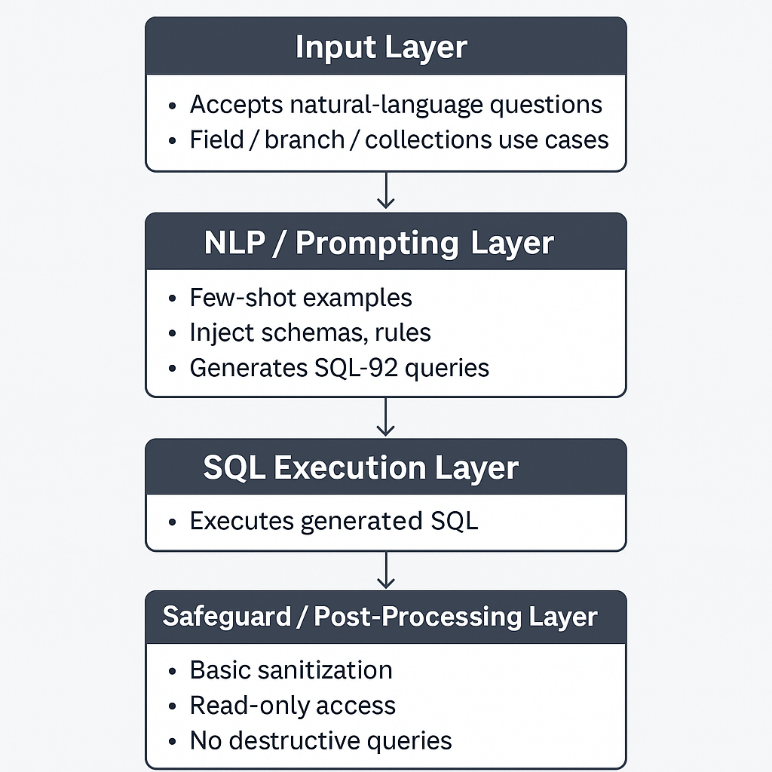 Input Layer
• Accepts natural-language questions
• Field / branch / collections use cases
NLP / Prompting Layer
• Few-shot examples
• Inject schemas, rules
• Generates SQL-92 queries
SQL Execution Layer
• Executes generated SQL
Safeguard / Post-Processing Layer
• Basic sanitization
• Read-only access
• No destructive queries